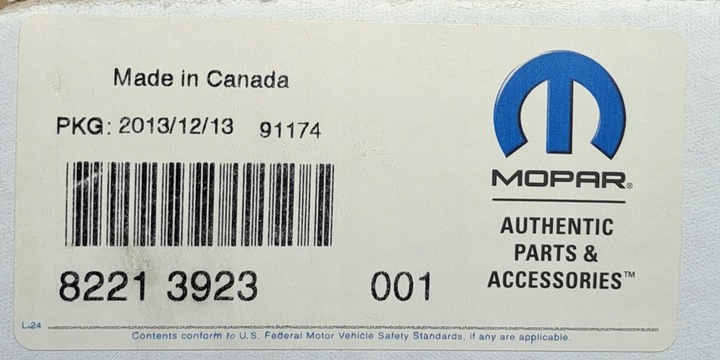 Made in Canada
PKG: 2013/12/13 91174
8221 3923 001
MOPAR®
AUTHENTIC
PARTS &
ACCESSORIES™
L-24
Contents conform to U.S. Federal Motor Vehicle Safety Standards, if any are applicable.